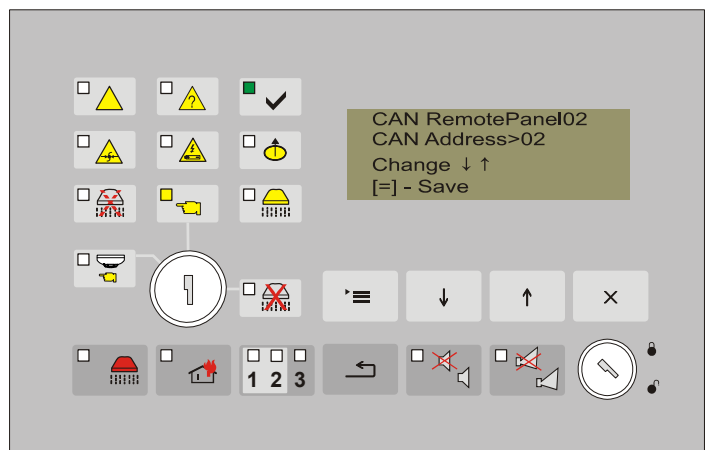 ?
CAN RemotePanel02
CAN Address>02
Change ↓ ↑
[=] - Save
1 2 3